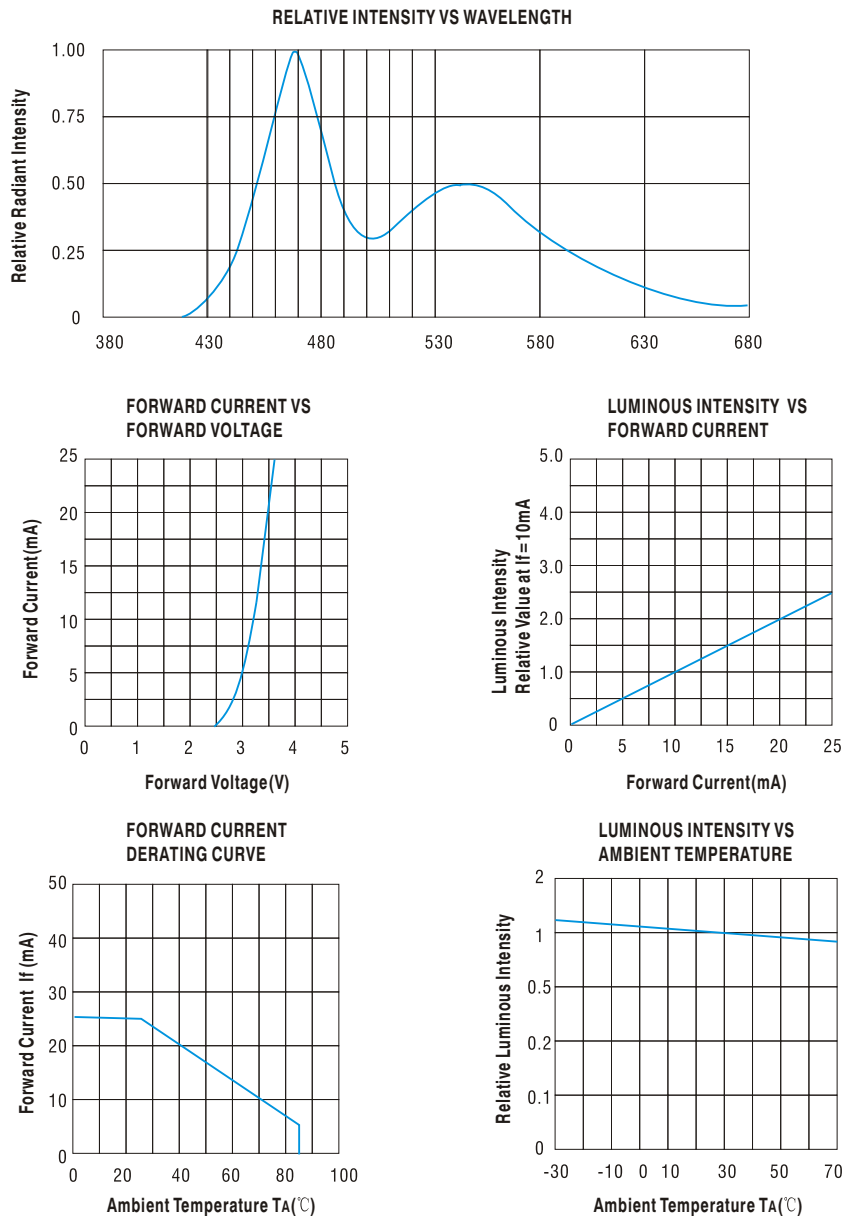 RELATIVE INTENSITY VS WAVELENGTH
Relative Radiant Intensity
1.00
0.75
0.50
0.25
0
380 430 480 530 580 630 680
FORWARD CURRENT VS
FORWARD VOLTAGE
Forward Current(mA)
25
20
15
10
5
0
0 1 2 3 4 5
Forward Voltage(V)
LUMINOUS INTENSITY VS
FORWARD CURRENT
Luminous Intensity
Relative Value at If=10mA
5.0
4.0
3.0
2.0
1.0
0
0 5 10 15 20 25
Forward Current(mA)
FORWARD CURRENT
DERATING CURVE
Forward Current If (mA)
50
40
30
20
10
0
0 20 40 60 80 100
Ambient Temperature TA(℃)
LUMINOUS INTENSITY VS
AMBIENT TEMPERATURE
Relative Luminous Intensity
2
1
0.5
0.2
0.1
0
-30 -10 0 10 30 50 70
Ambient Temperature TA(℃)